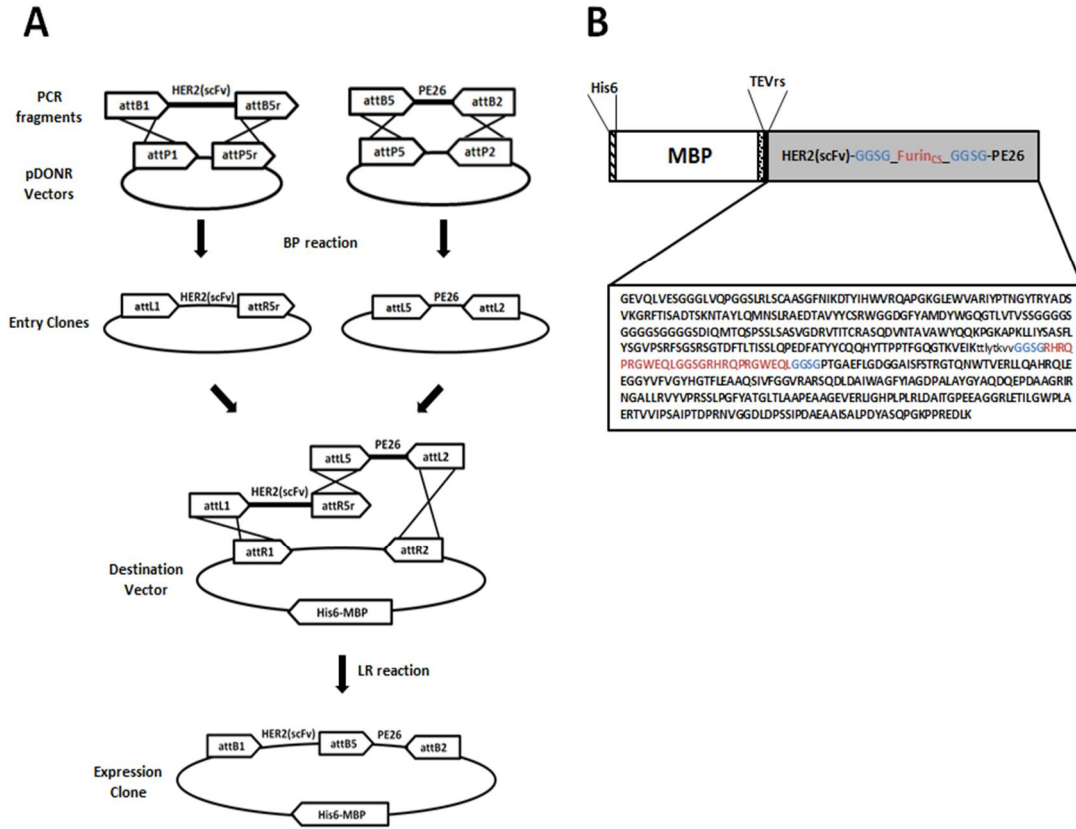 A
PCR
fragments
attB1
HER2(scFv)
attB5r
attB5
PE26
attB2
attP1
attP5r
attP5
attP2
pDONR
Vectors
BP reaction
Entry Clones
attL1
HER2(scFv)
attR5r
attL5
PE26
attL2
attL5
PE26
attL2
attL1
HER2(scFv)
attR5r
attR1
attR2
Destination
Vector
His6-MBP
LR reaction
Expression
Clone
attB1
HER2(scFv)
attB5
PE26
attB2
His6-MBP
B
His6
TEVrs
MBP
HER2(scFv)-GGSG_FurinCS_GGSG-PE26
GEVQLVESGGGLVQPGGSLRLSCAASGFNIKDTYIHWVRQAPGKGLEWVARIYPTNGYTRYADS
VKGRFTISADTSKNTAYLQMNSLRAEDTAVYYCSRWGGDGFYAMDYWGQGTLVTVSSGGGGS
GGGGSGGGGSDIQMTQSPSSLSASVGDRVTITCRASQDVNTAVAWYQQKPGKAPKLLIYSASFL
YSGVPSRFSGSRSGTDFTLTISSLQPEDFATYYCQQHYTTPPTFGQGTKVEIKttlytkvvGGSGRHRQ
PRGWEQLGGSGRHRQPRGWEQLGGSGPTGAEFLGDGGAISFSTRGTQNWTVERLLQAHRQLE
EGGYVFVGYHGTFLEAAQSIVFGGVRARSQDLDAIWAGFYIAGDPALAYGYAQDQEPDAAGRIR
NGALLRVYVPRSSLPGFYATGLTLAAPEAAGEVERLIGHPLPLRLDAITGPEEAGGRLETILGWPLA
ERTVVIPSAIPTDPRNVGGDLDPSSIPDAEAAISALPDYASQPGKPPREDLK